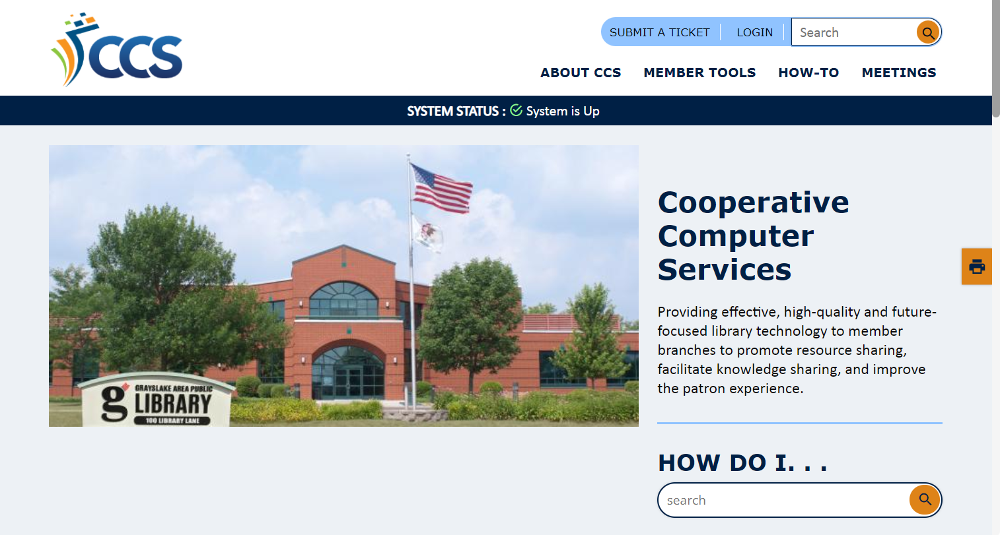 CCS
SUBMIT A TICKET
LOGIN
Search
ABOUT CCS
MEMBER TOOLS
HOW-TO
MEETINGS
SYSTEM STATUS : System is Up
g GRAYSLAKE AREA PUBLIC
LIBRARY
100 LIBRARY LANE
Cooperative
Computer
Services
Providing effective, high-quality and future-
focused library technology to member
branches to promote resource sharing,
facilitate knowledge sharing, and improve
the patron experience.
HOW DO I. . .
search